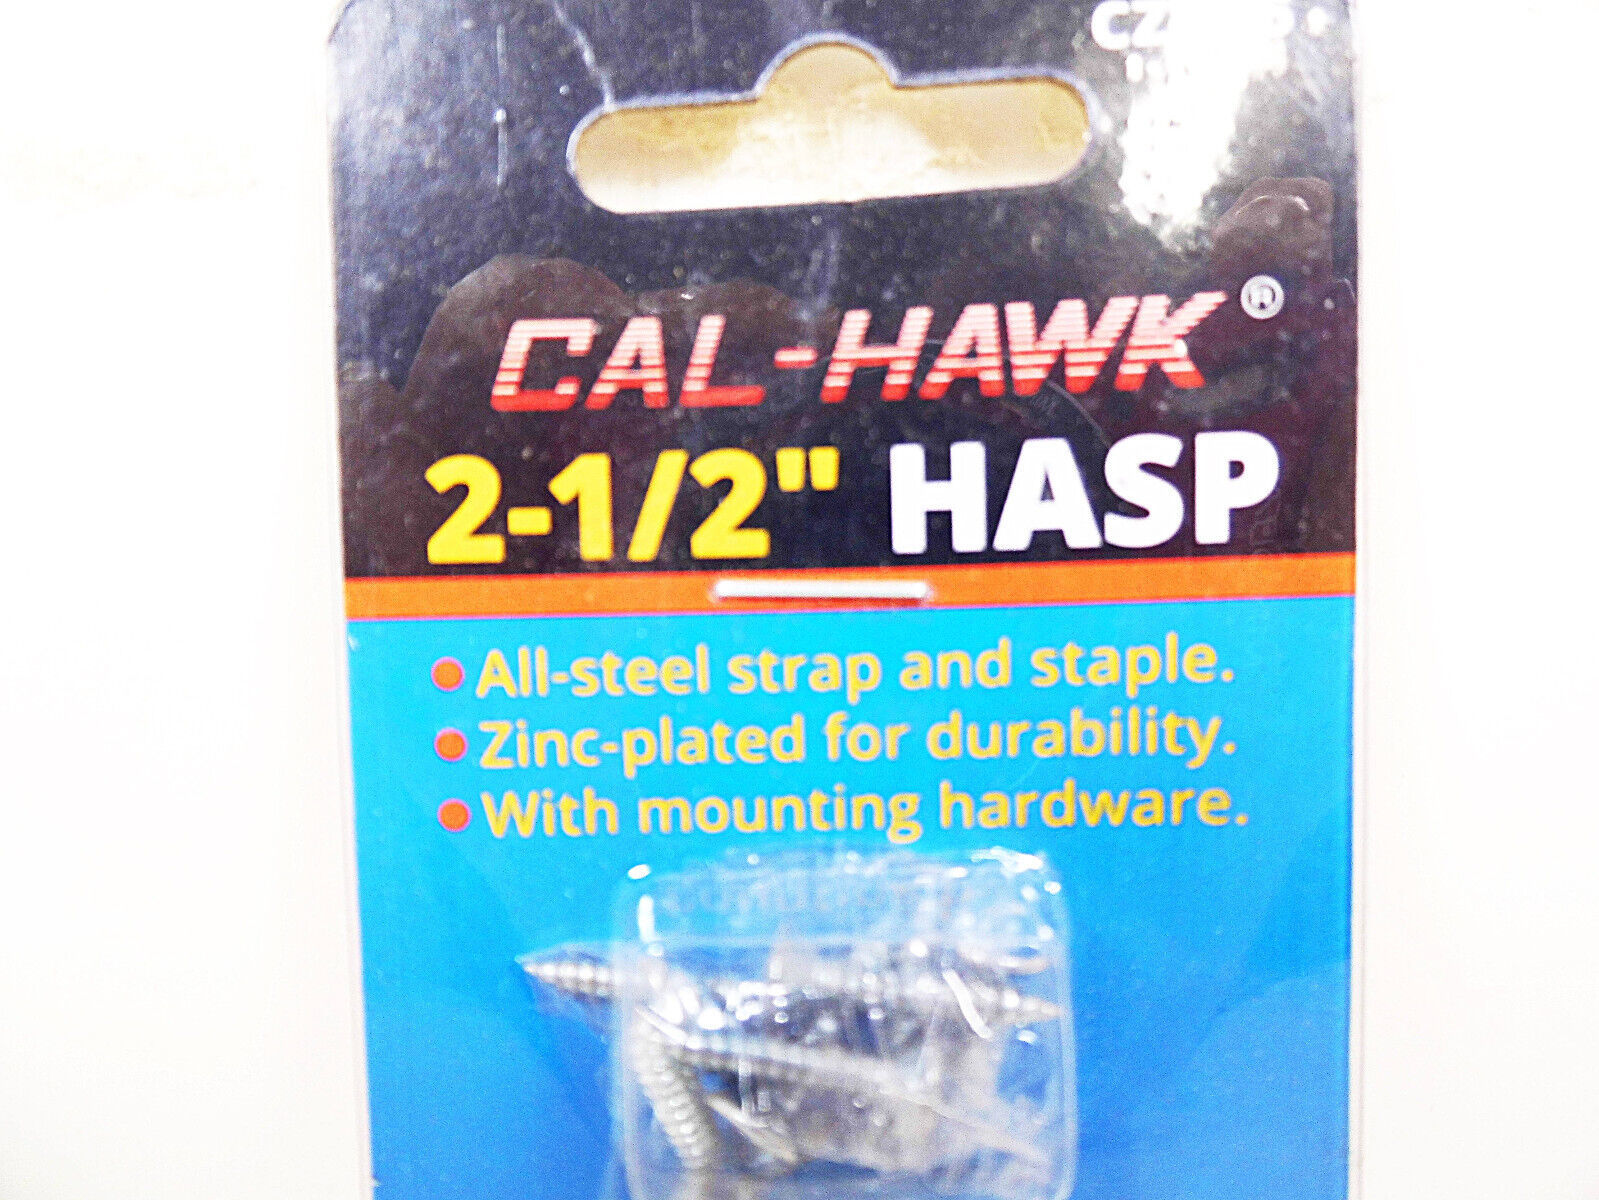 CAL-HAWK®
2-1/2" HASP
• All-steel strap and staple.
• Zinc-plated for durability.
• With mounting hardware.